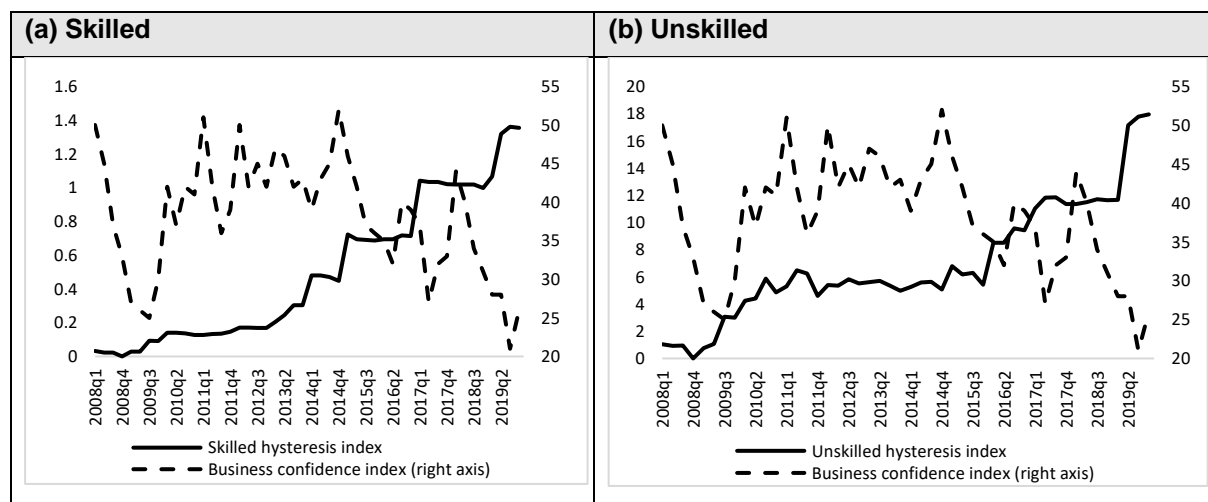 (a) Skilled
(b) Unskilled
1.6
1.4
1.2
1
0.8
0.6
0.4
0.2
0
55
50
45
40
35
30
25
20
2008q1
2008q4
2009q3
2010q2
2011q1
2011q4
2012q3
2013q2
2014q1
2014q4
2015q3
2016q2
2017q1
2017q4
2018q3
2019q2
Skilled hysteresis index
Business confidence index (right axis)
20
18
16
14
12
10
8
6
4
2
0
55
50
45
40
35
30
25
20
2008q1
2008q4
2009q3
2010q2
2011q1
2011q4
2012q3
2013q2
2014q1
2014q4
2015q3
2016q2
2017q1
2017q4
2018q3
2019q2
Unskilled hysteresis index
Business confidence index (right axis)